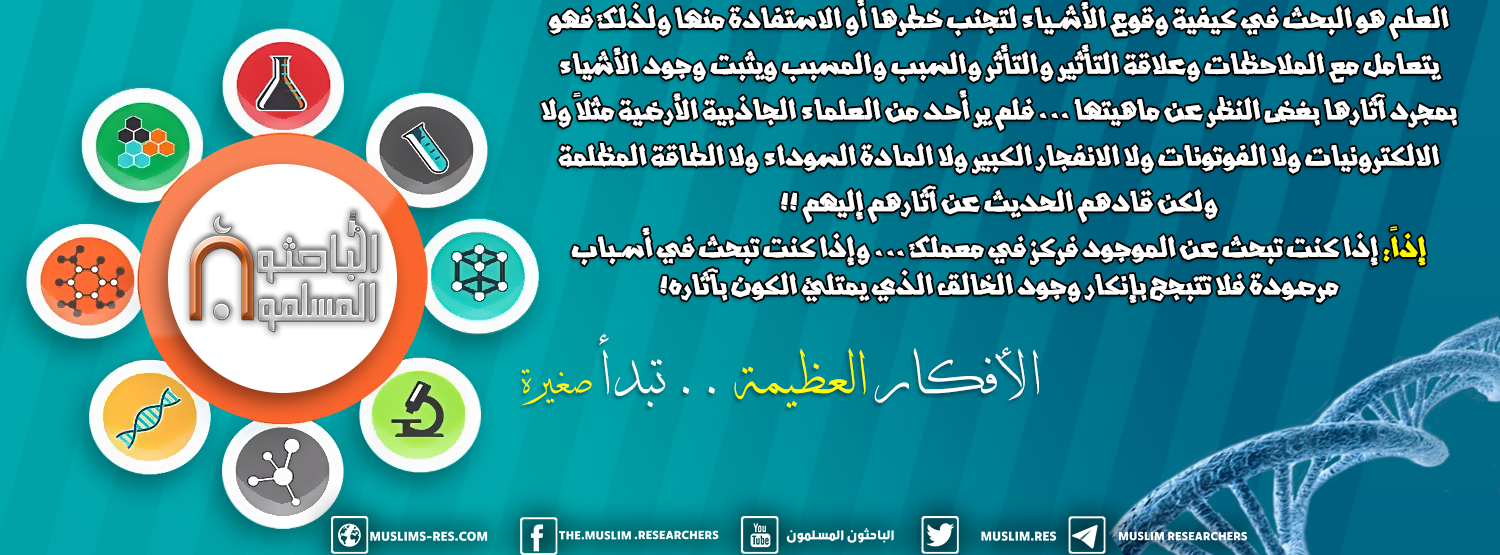 العلم هو البحث في كيفية وقوع الأشياء لتجنب خطرها أو الاستفادة منها ولذلك فهو
يتعامل مع الملاحظات وعلاقة التأثير والتأثر والسبب والمسبب ويثبت وجود الأشياء
بمجرد آثارها بغض النظر عن ماهيتها ... فلم ير أحد من العلماء الجاذبية الأرضية مثلاً ولا
الالكترونيات ولا الفوتونات ولا الانفجار الكبير ولا المادة السوداء ولا الطاقة المظلمة
ولكن قادهم الحديث عن آثارهم إليهم !!
إذاً: إذا كنت تبحث عن الموجود فركز في معملك ... وإذا كنت تبحث في أسباب
مرصودة فلا تتبجح بإنكار وجود الخالق الذي يمتلئ الكون بآثاره!
الباحثون
المسلمون
الأفكار العظيمة .. تبدأ صغيرة
MUSLIMS-RES.COM
THE.MUSLIM .RESEARCHERS
You Tube
الباحثون المسلمون
MUSLIM.RES
MUSLIM RESEARCHERS